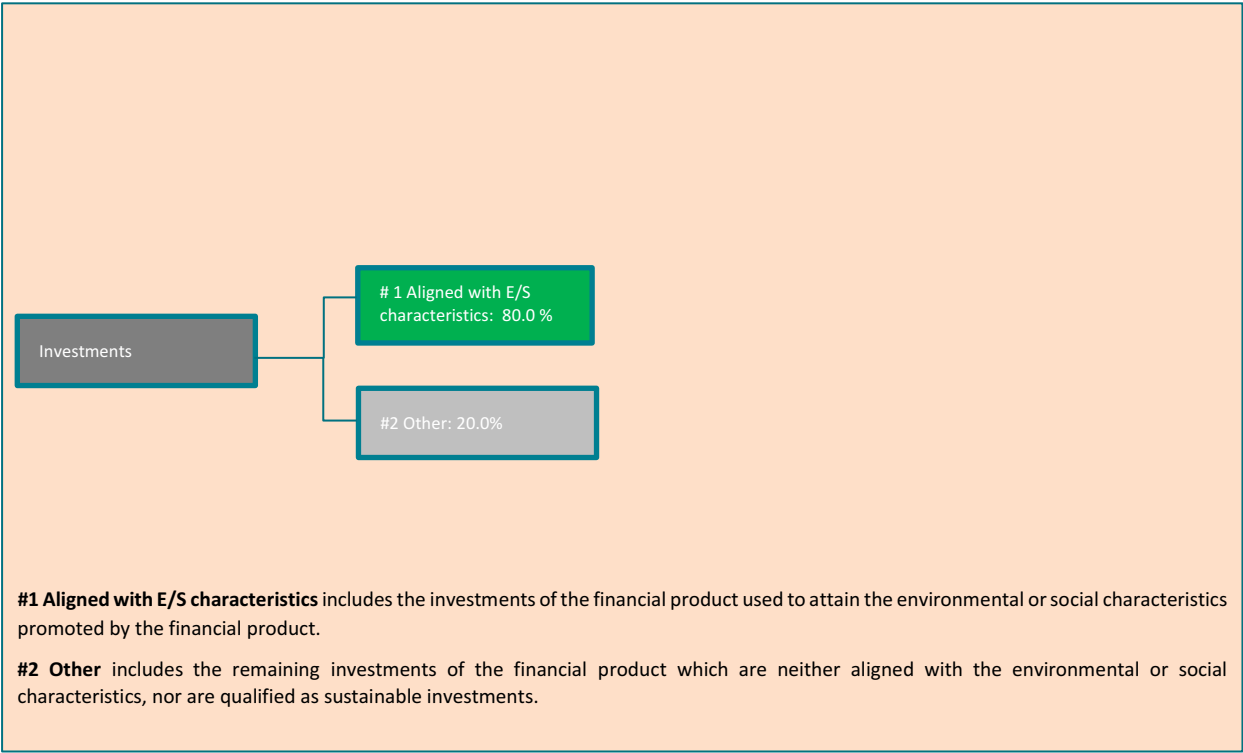 # 1 Aligned with E/S
characteristics:  80.0 %
Investments
#2 Other: 20.0%
#1 Aligned with E/S characteristics includes the investments of the financial product used to attain the environmental or social characteristics
promoted by the financial product.
#2 Other includes the remaining investments of the financial product which are neither aligned with the environmental or social
characteristics, nor are qualified as sustainable investments.